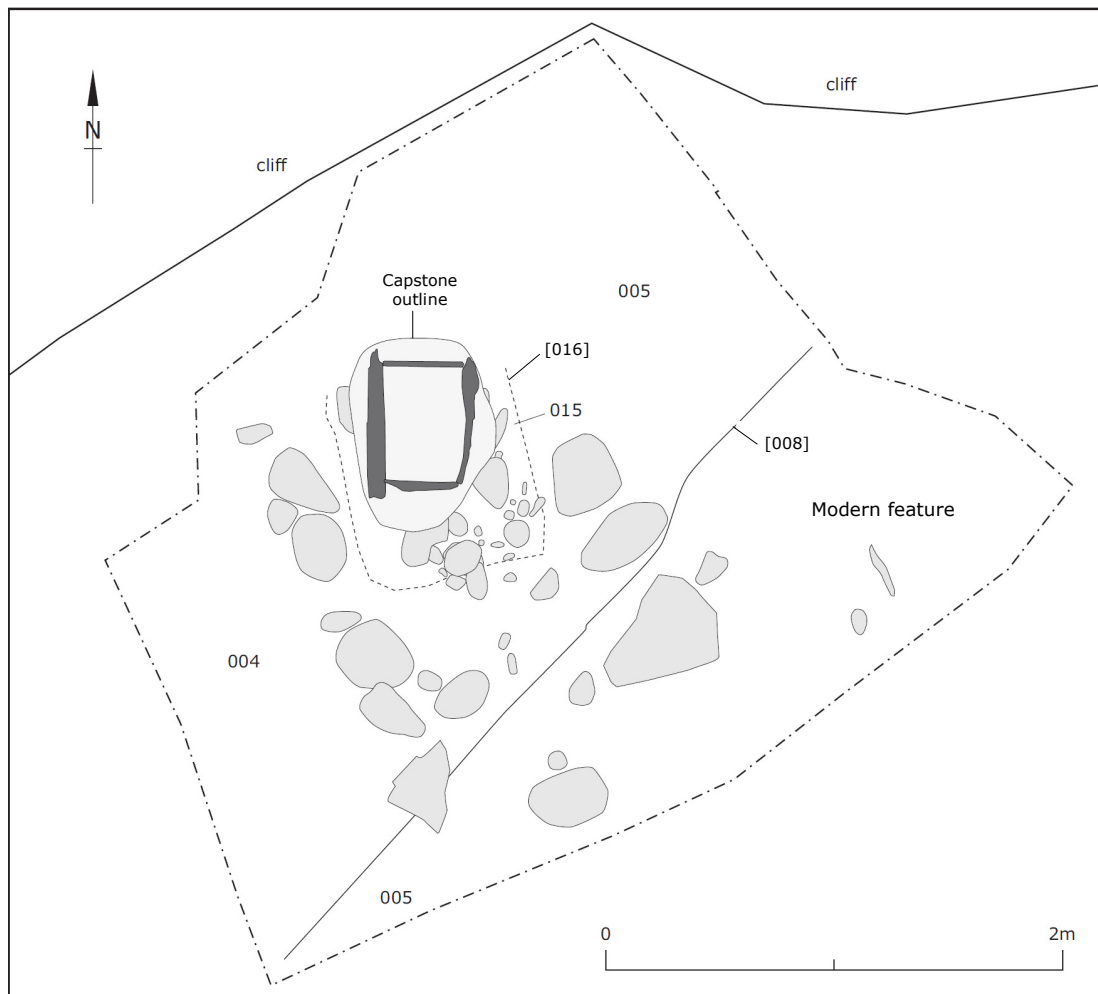 cliff
N
cliff
005
Capstone
outline
[016]
015
[008]
Modern feature
004
005
0
2m